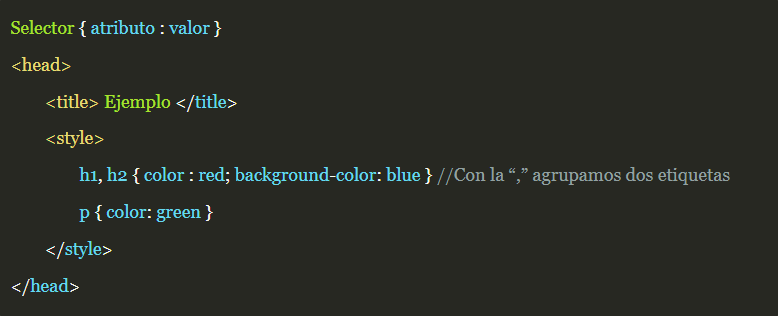 Selector { atributo : valor }
<head>
<title> Ejemplo </title>
<style>
h1, h2 { color : red; background-color: blue } //Con la “,” agrupamos dos etiquetas
p { color: green }
</style>
</head>